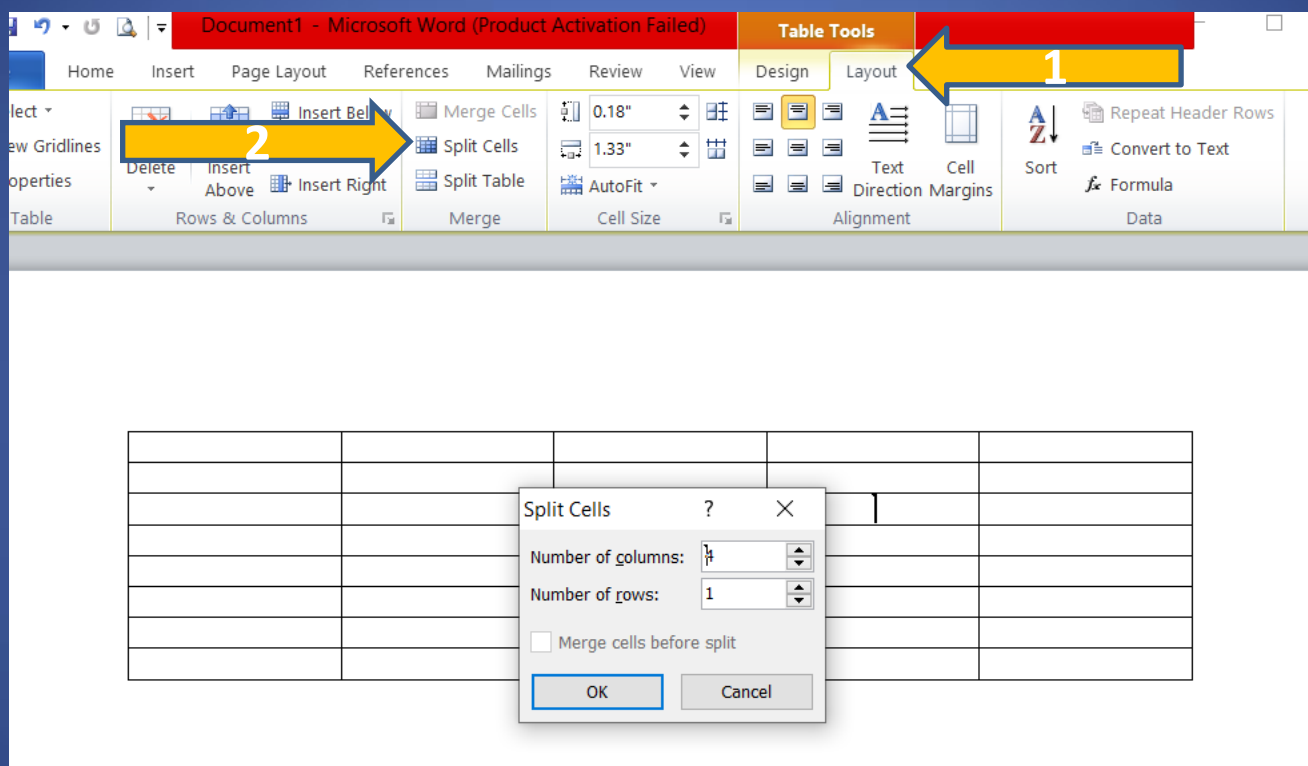 Document1 - Microsoft Word (Product Activation Failed)
Table Tools
Home Insert Page Layout References Mailings Review View Design Layout 1
Insert Below Merge Cells 0.18" Repeat Header Rows
Gridlines 2 Split Cells 1.33" Convert to Text
Delete Insert Above Insert Right Split Table AutoFit Text Direction Cell Margins Sort Formula
Table Rows & Columns Merge Cell Size Alignment Data
Split Cells ?
Number of columns: 4
Number of rows: 1
Merge cells before split
OK Cancel